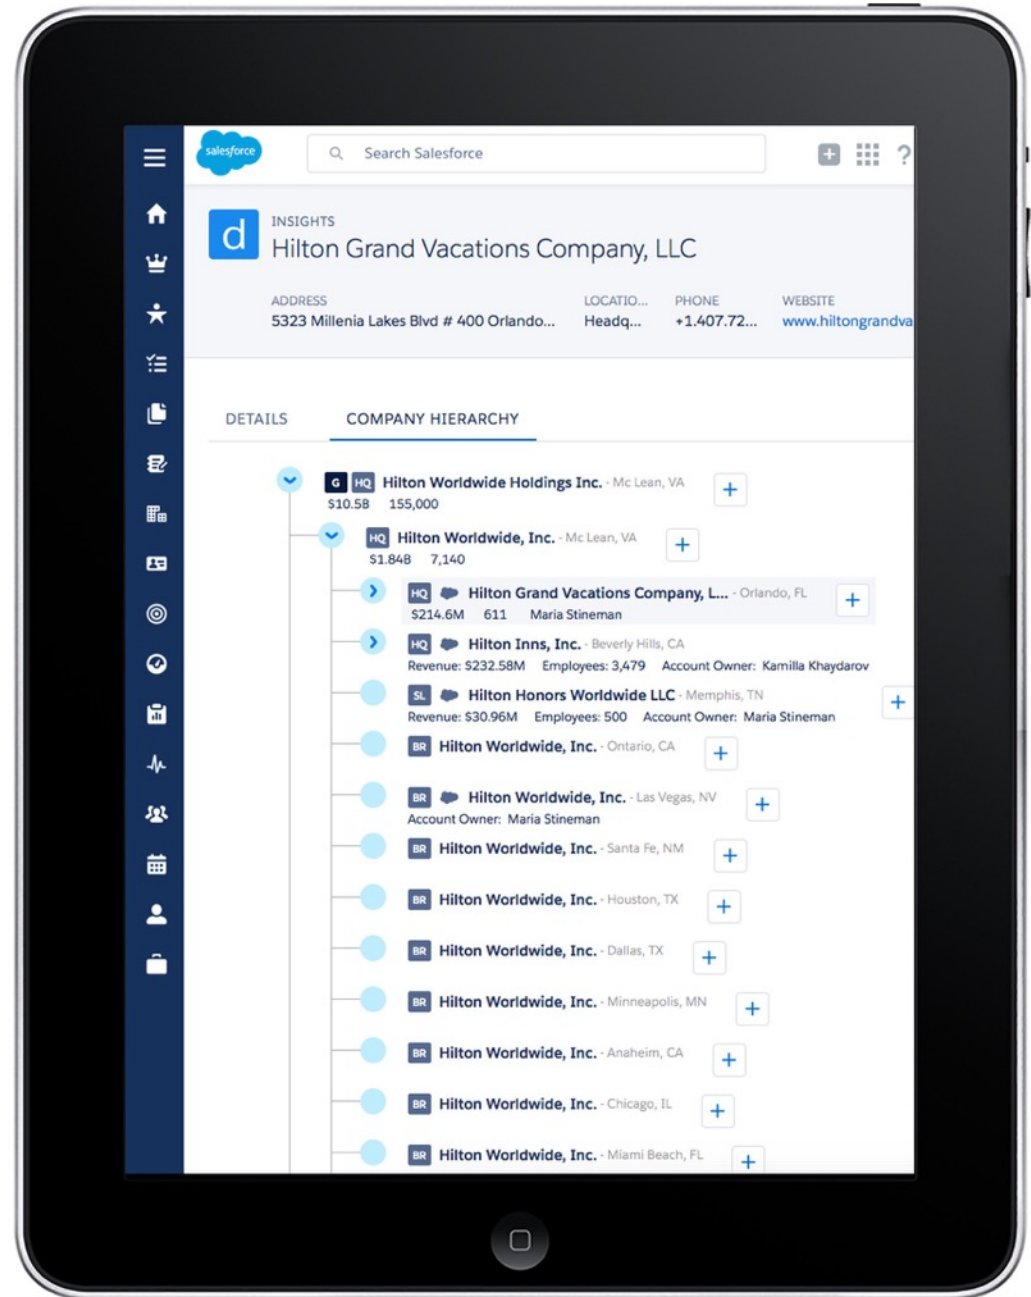 salesforce
Search Salesforce
?
d
INSIGHTS
Hilton Grand Vacations Company, LLC
ADDRESS LOCATIO... PHONE WEBSITE
5323 Millenia Lakes Blvd # 400 Orlando... Headq... +1.407.72... www.hiltongrandva
DETAILS COMPANY HIERARCHY
G HQ Hilton Worldwide Holdings Inc. - Mc Lean, VA +
$10.5B 155,000
HQ Hilton Worldwide, Inc. - Mc Lean, VA +
$1.84B 7,140
HQ Hilton Grand Vacations Company, L... - Orlando, FL +
$214.6M 611 Maria Stineman
HQ Hilton Inns, Inc. - Beverly Hills, CA
Revenue: $232.58M Employees: 3,479 Account Owner: Kamilla Khaydarov
SL Hilton Honors Worldwide LLC - Memphis, TN +
Revenue: $30.96M Employees: 500 Account Owner: Maria Stineman
BR Hilton Worldwide, Inc. - Ontario, CA +
BR Hilton Worldwide, Inc. - Las Vegas, NV +
Account Owner: Maria Stineman
BR Hilton Worldwide, Inc. - Santa Fe, NM +
BR Hilton Worldwide, Inc. - Houston, TX +
BR Hilton Worldwide, Inc. - Dallas, TX +
BR Hilton Worldwide, Inc. - Minneapolis, MN +
BR Hilton Worldwide, Inc. - Anaheim, CA +
BR Hilton Worldwide, Inc. - Chicago, IL +
BR Hilton Worldwide, Inc. - Miami Beach, FL +